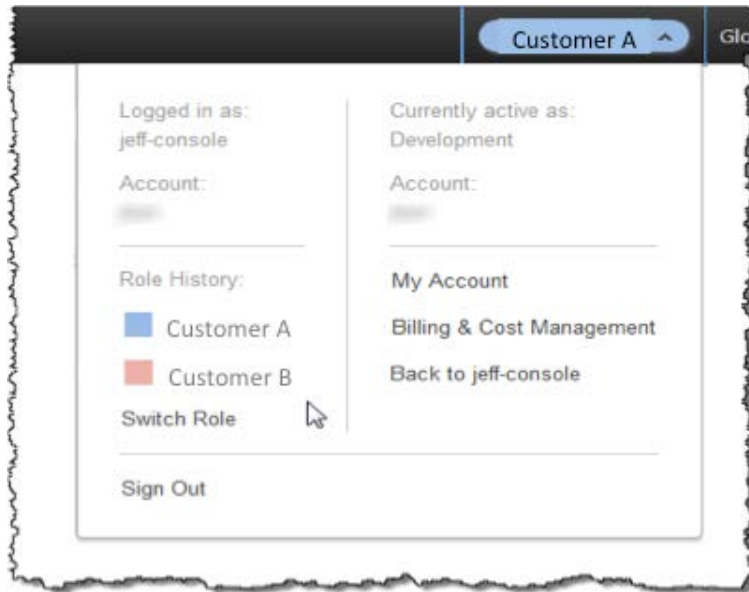 Customer A
Glo
Logged in as:
jeff-console
Account:
Currently active as:
Development
Account:
Role History:
Customer A
Customer B
Switch Role
My Account
Billing & Cost Management
Back to jeff-console
Sign Out